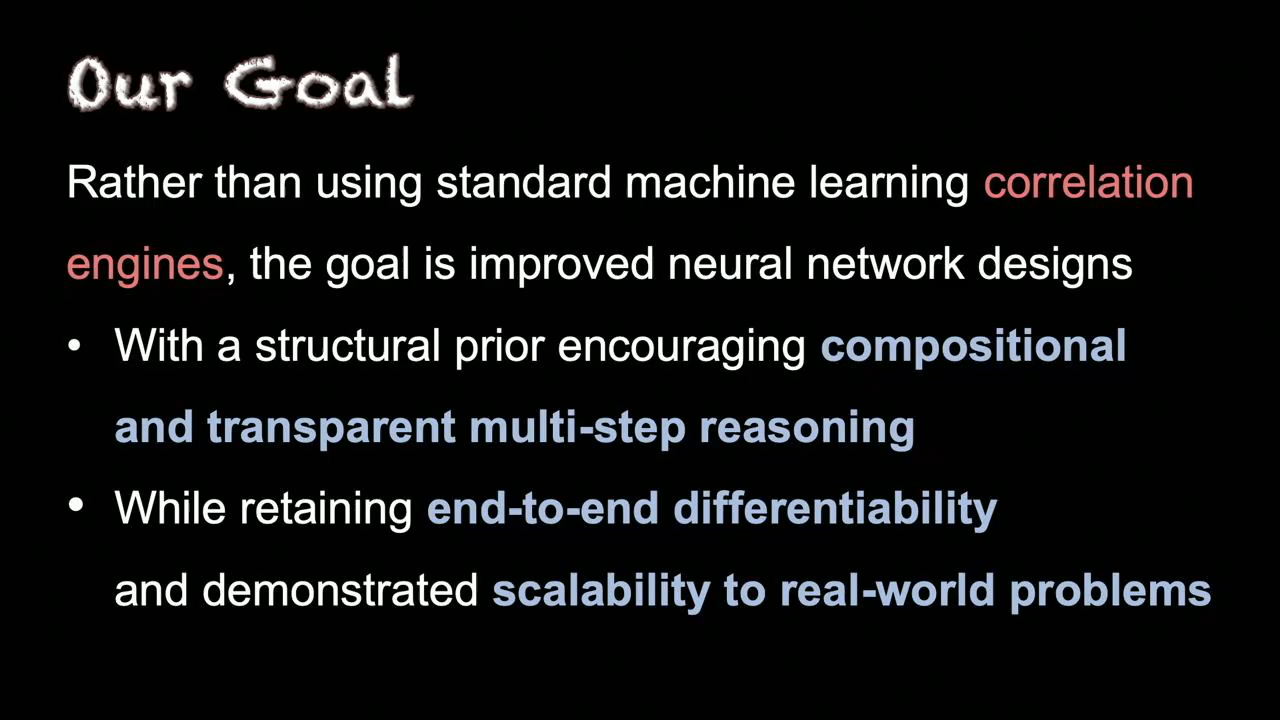 Our Goal
Rather than using standard machine learning correlation
engines, the goal is improved neural network designs
• With a structural prior encouraging compositional
and transparent multi-step reasoning
• While retaining end-to-end differentiability
and demonstrated scalability to real-world problems